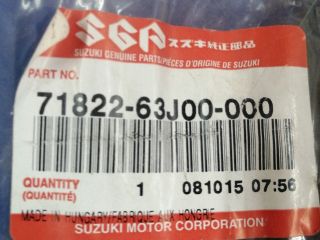 SGP スズキ純正部品
SUZUKI GENUINE PARTS/PIÈCES D'ORIGINE DE SUZUKI
PART NO.
71822-63J00-000
QUANTITY 1 081015 07:56
(QUANTITÉ)
MADE IN HUNGARY/FABRIQUE AUX HONGRIE
SUZUKI MOTOR CORPORATION